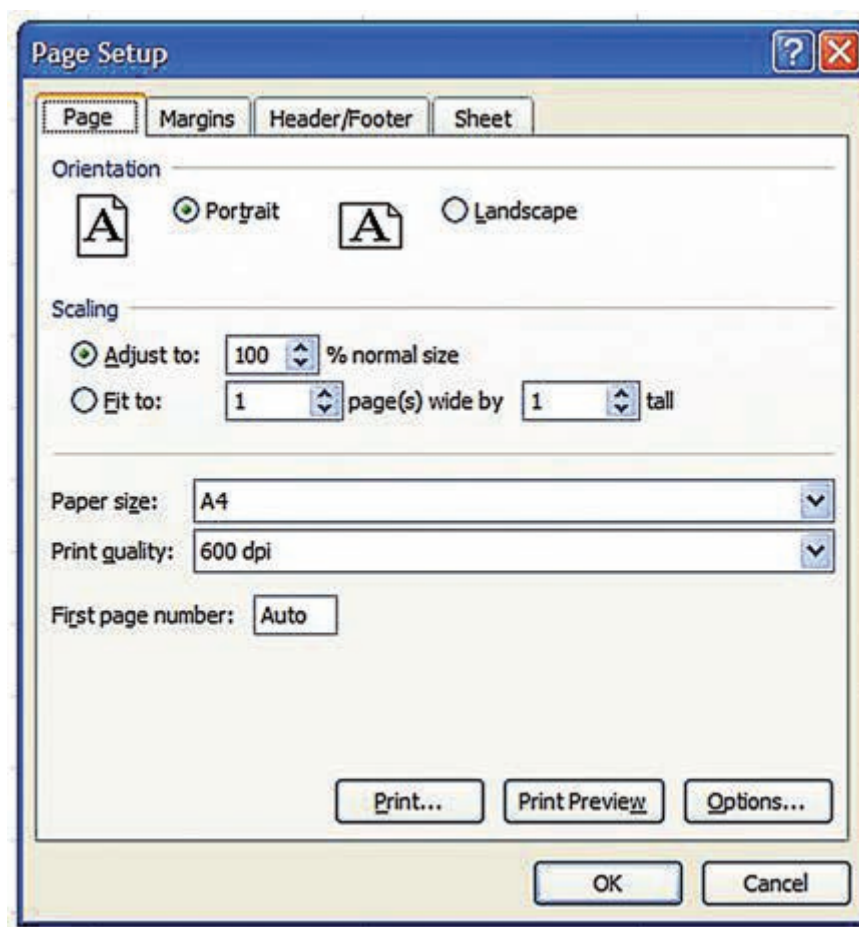 Page Setup
Page Margins Header/Footer Sheet
Orientation
A Portrait A Landscape
Scaling
Adjust to: 100 % normal size
Fit to: 1 page(s) wide by 1 tall
Paper size: A4
Print quality: 600 dpi
First page number: Auto
Print... Print Preview Options...
OK Cancel